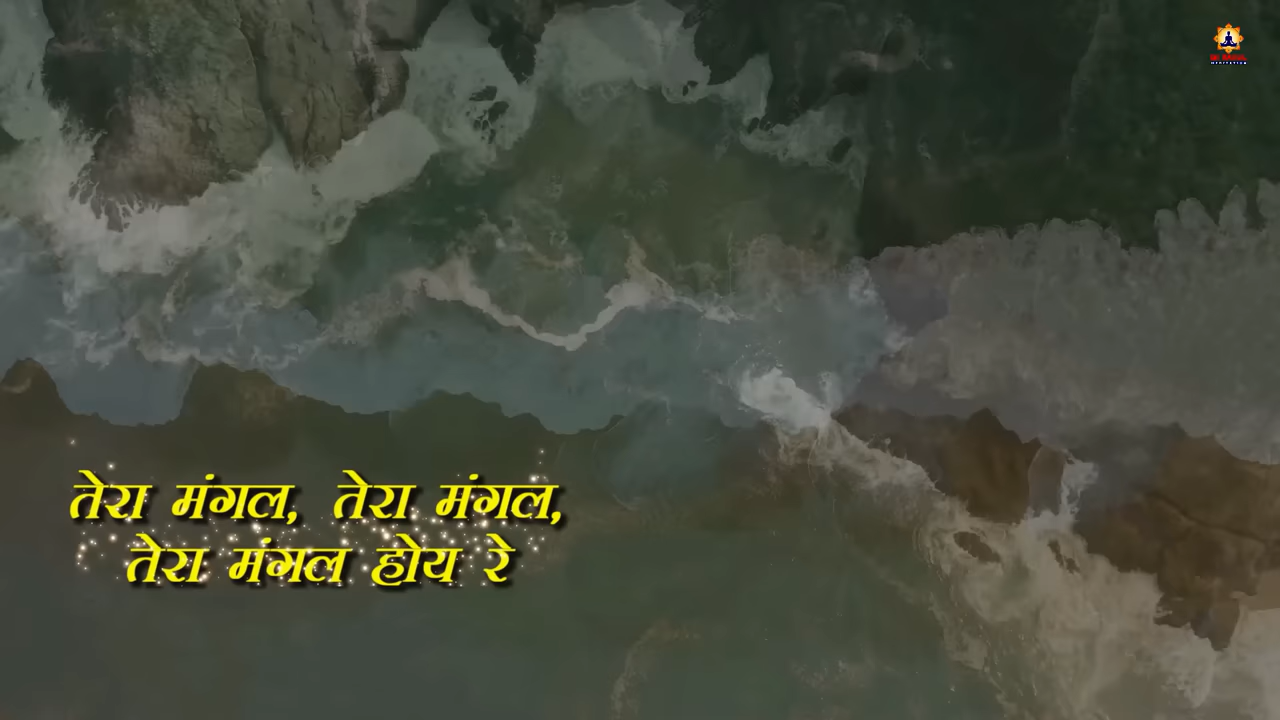 तेरा मंगल, तेरा मंगल,
तेरा मंगल होय रे